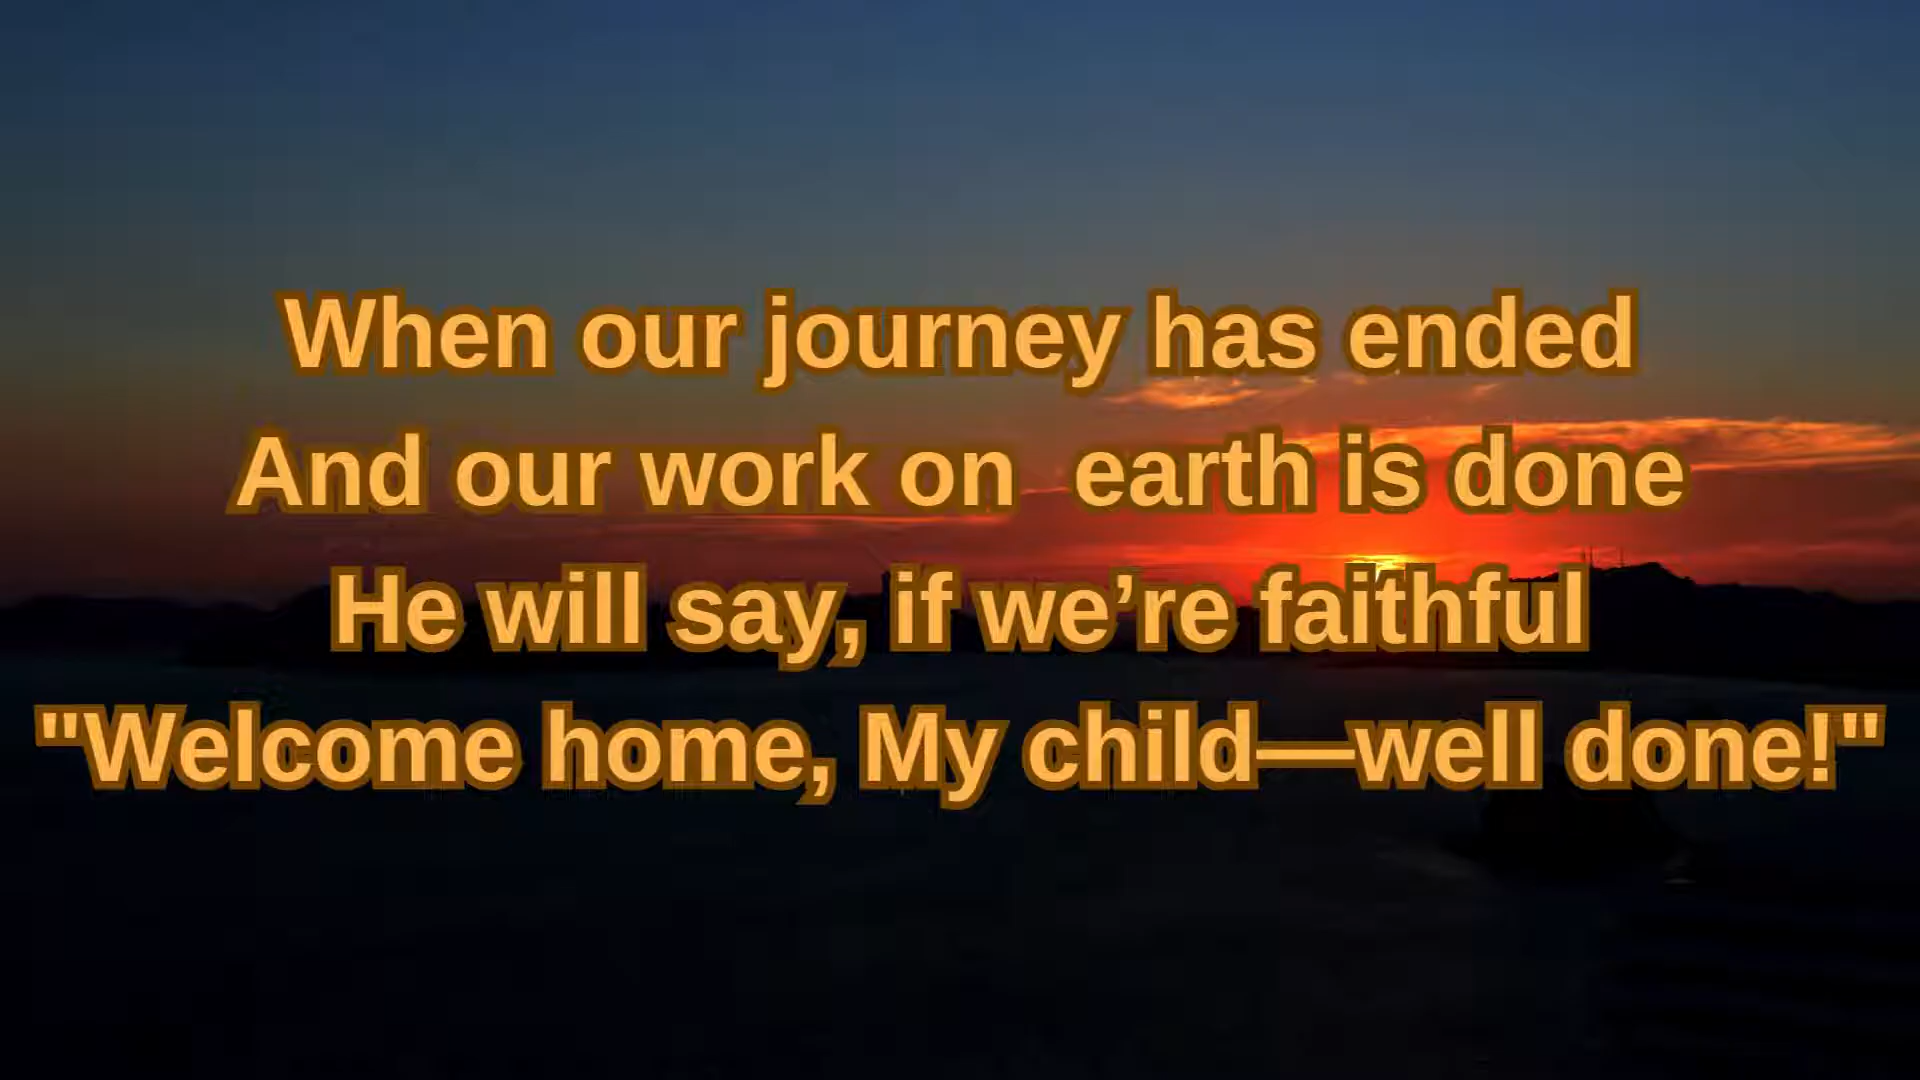 When our journey has ended
And our work on  earth is done
He will say, if we’re faithful
"Welcome home, My child—well done!"